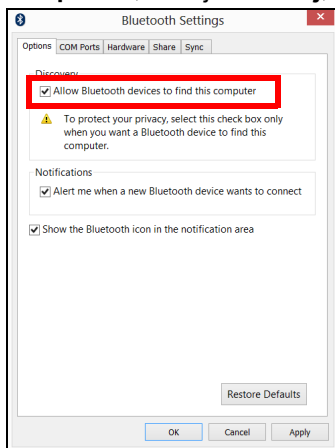 Bluetooth Settings
Options COM Ports Hardware Share Sync
Discovery
Allow Bluetooth devices to find this computer
To protect your privacy, select this check box only
when you want a Bluetooth device to find this
computer.
Notifications
Alert me when a new Bluetooth device wants to connect
Show the Bluetooth icon in the notification area
Restore Defaults
OK Cancel Apply